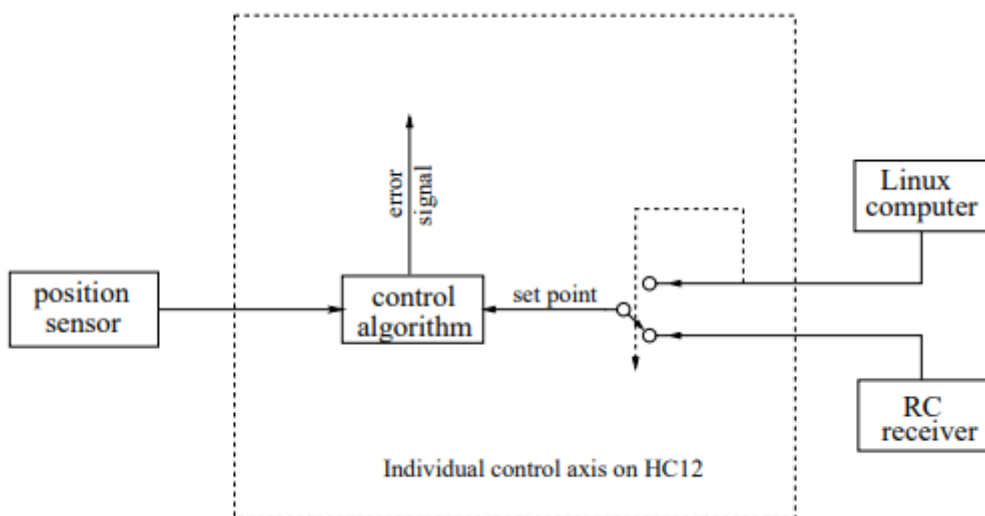 Linux
computer
error
signal
position
sensor
control
algorithm
set point
RC
receiver
Individual control axis on HC12